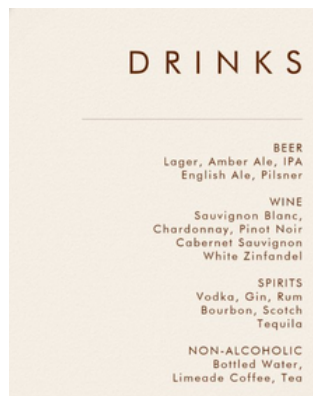 DRINKS
BEER
Lager, Amber Ale, IPA
English Ale, Pilsner
WINE
Sauvignon Blanc,
Chardonnay, Pinot Noir
Cabernet Sauvignon
White Zinfandel
SPIRITS
Vodka, Gin, Rum
Bourbon, Scotch
Tequila
NON-ALCOHOLIC
Bottled Water,
Limeade Coffee, Tea